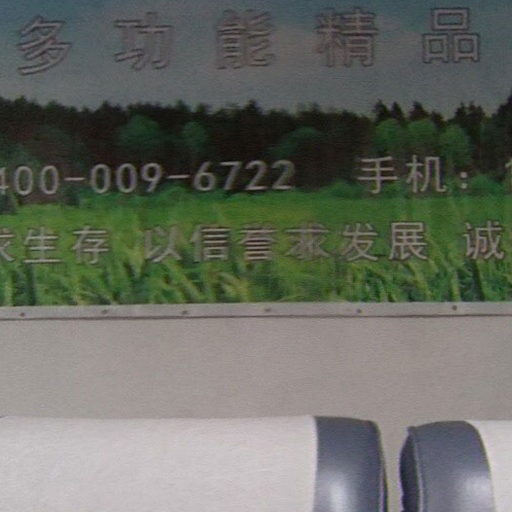 多功能精品
400-009-6722 手机：
求生存 以信誉求发展 诚